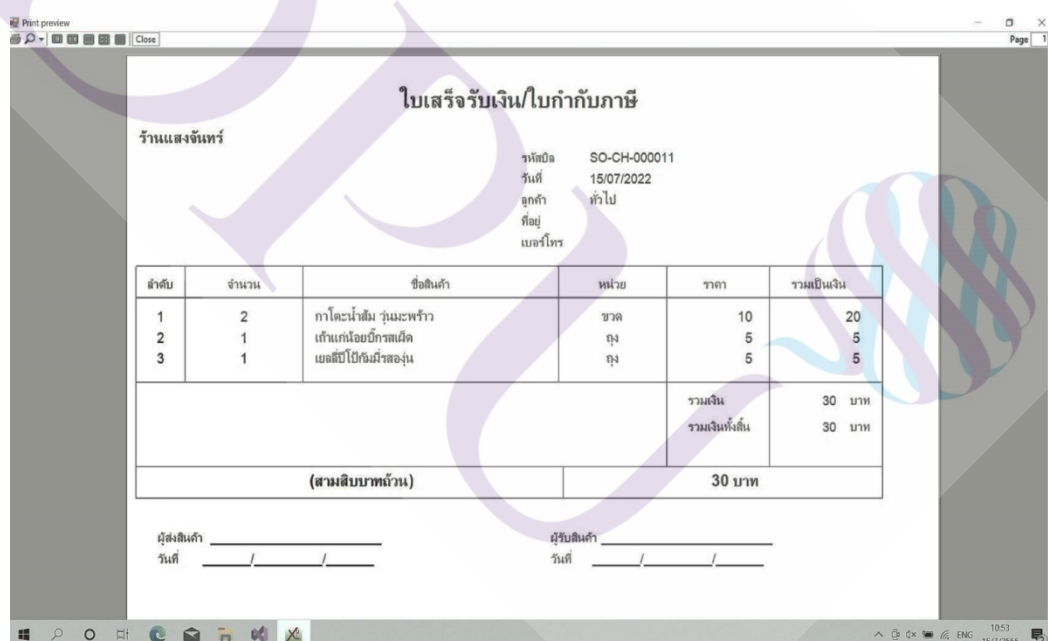 Print preview
Close
Page 1
ใบเสร็จรับเงิน/ใบกำกับภาษี
ร้านแสงจันทร์
รหัสบิล SO-CH-000011
วันที่ 15/07/2022
ลูกค้า ทั่วไป
ที่อยู่
เบอร์โทร
ลำดับ จำนวน ชื่อสินค้า หน่วย ราคา รวมเป็นเงิน
1 2 กาโตะน้ำส้ม วุ่นมะพร้าว ขวด 10 20
2 1 เถ้าแก่น้อยบิ๊กรสเผ็ด ถุง 5 5
3 1 เยลลี่ปีโป้กัมมี่รสองุ่น ถุง 5 5
รวมเงิน 30 บาท
รวมเงินทั้งสิ้น 30 บาท
(สามสิบบาทถ้วน) 30 บาท
ผู้ส่งสินค้า ผู้รับสินค้า
วันที่ / / วันที่ / /
ENG
10:53
15/7/2566